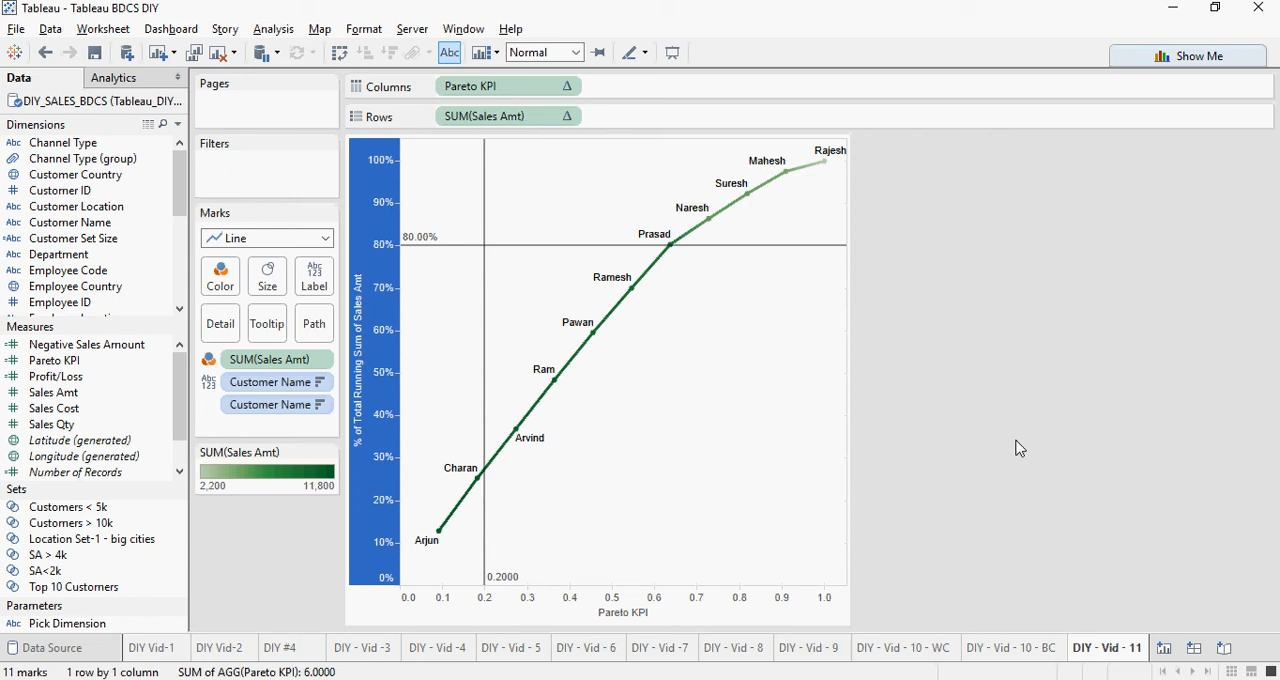 Tableau - Tableau BDCS DIY
File Data Worksheet Dashboard Story Analysis Map Format Server Window Help
Abc Normal Show Me
Data Analytics
DIY_SALES_BDCS (Tableau_DIY...
Dimensions
Abc Channel Type
Channel Type (group)
Customer Country
# Customer ID
Customer Location
Abc Customer Name
Abc Customer Set Size
Abc Department
Abc Employee Code
Employee Country
# Employee ID
Measures
Negative Sales Amount
Pareto KPI
Profit/Loss
Sales Amt
Sales Cost
Sales Qty
Latitude (generated)
Longitude (generated)
Number of Records
Sets
Customers < 5k
Customers > 10k
Location Set-1 - big cities
SA > 4k
SA<2k
Top 10 Customers
Parameters
Abc Pick Dimension
Pages
Filters
Marks
Line
Color Size Abc 123 Label
Detail Tooltip Path
SUM(Sales Amt)
Abc 123 Customer Name
Customer Name
SUM(Sales Amt)
2,200 11,800
Columns Pareto KPI Δ
Rows SUM(Sales Amt) Δ
% of Total Running Sum of Sales Amt
100%
90%
80%
70%
60%
50%
40%
30%
20%
10%
0%
80.00%
Rajesh
Mahesh
Suresh
Naresh
Prasad
Ramesh
Pawan
Ram
Arvind
Charan
Arjun
0.2000
0.0 0.1 0.2 0.3 0.4 0.5 0.6 0.7 0.8 0.9 1.0
Pareto KPI
Data Source DIY Vid-1 DIY Vid-2 DIY #4 DIY - Vid -3 DIY - Vid -4 DIY - Vid - 5 DIY - Vid - 6 DIY - Vid -7 DIY - Vid - 8 DIY - Vid - 9 DIY - Vid - 10 - WC DIY - Vid - 10 - BC DIY - Vid - 11
11 marks 1 row by 1 column SUM of AGG(Pareto KPI): 6.0000